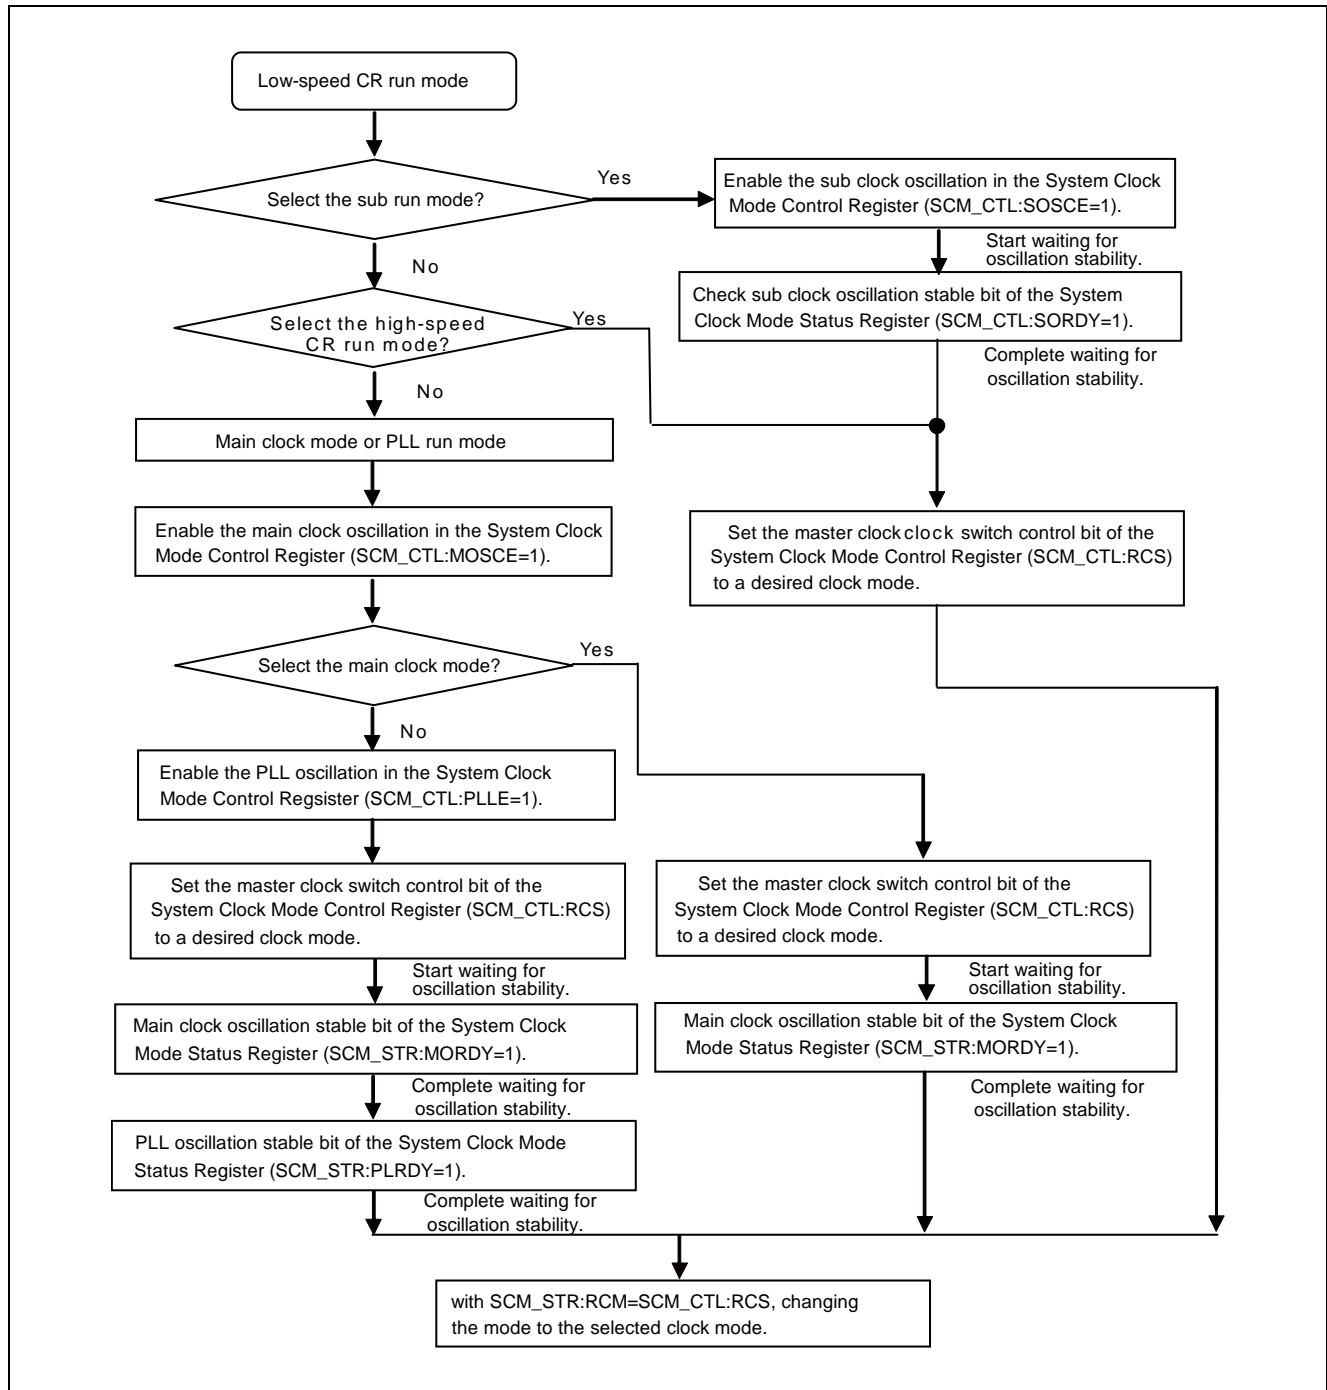 Low-speed CR run mode
Select the sub run mode?
Yes
Enable the sub clock oscillation in the System Clock
Mode Control Register (SCM_CTL:SOSCE=1).
Start waiting for
oscillation stability.
No
Check sub clock oscillation stable bit of the System
Clock Mode Status Register (SCM_CTL:SORDY=1).
Select the high-speed
CR run mode?
Yes
Complete waiting for
oscillation stability.
No
Main clock mode or PLL run mode
Enable the main clock oscillation in the System Clock
Mode Control Register (SCM_CTL:MOSCE=1).
Set the master clock clock switch control bit of the
System Clock Mode Control Register (SCM_CTL:RCS)
to a desired clock mode.
Select the main clock mode?
Yes
No
Enable the PLL oscillation in the System Clock
Mode Control Regsister (SCM_CTL:PLLE=1).
Set the master clock switch control bit of the
System Clock Mode Control Register (SCM_CTL:RCS)
to a desired clock mode.
Start waiting for
oscillation stability.
Main clock oscillation stable bit of the System Clock
Mode Status Register (SCM_STR:MORDY=1).
Complete waiting for
oscillation stability.
PLL oscillation stable bit of the System Clock Mode
Status Register (SCM_STR:PLRDY=1).
Complete waiting for
oscillation stability.
Set the master clock switch control bit of the
System Clock Mode Control Register (SCM_CTL:RCS)
to a desired clock mode.
Start waiting for
oscillation stability.
Main clock oscillation stable bit of the System Clock
Mode Status Register (SCM_STR:MORDY=1).
Complete waiting for
oscillation stability.
with SCM_STR:RCM=SCM_CTL:RCS, changing
the mode to the selected clock mode.